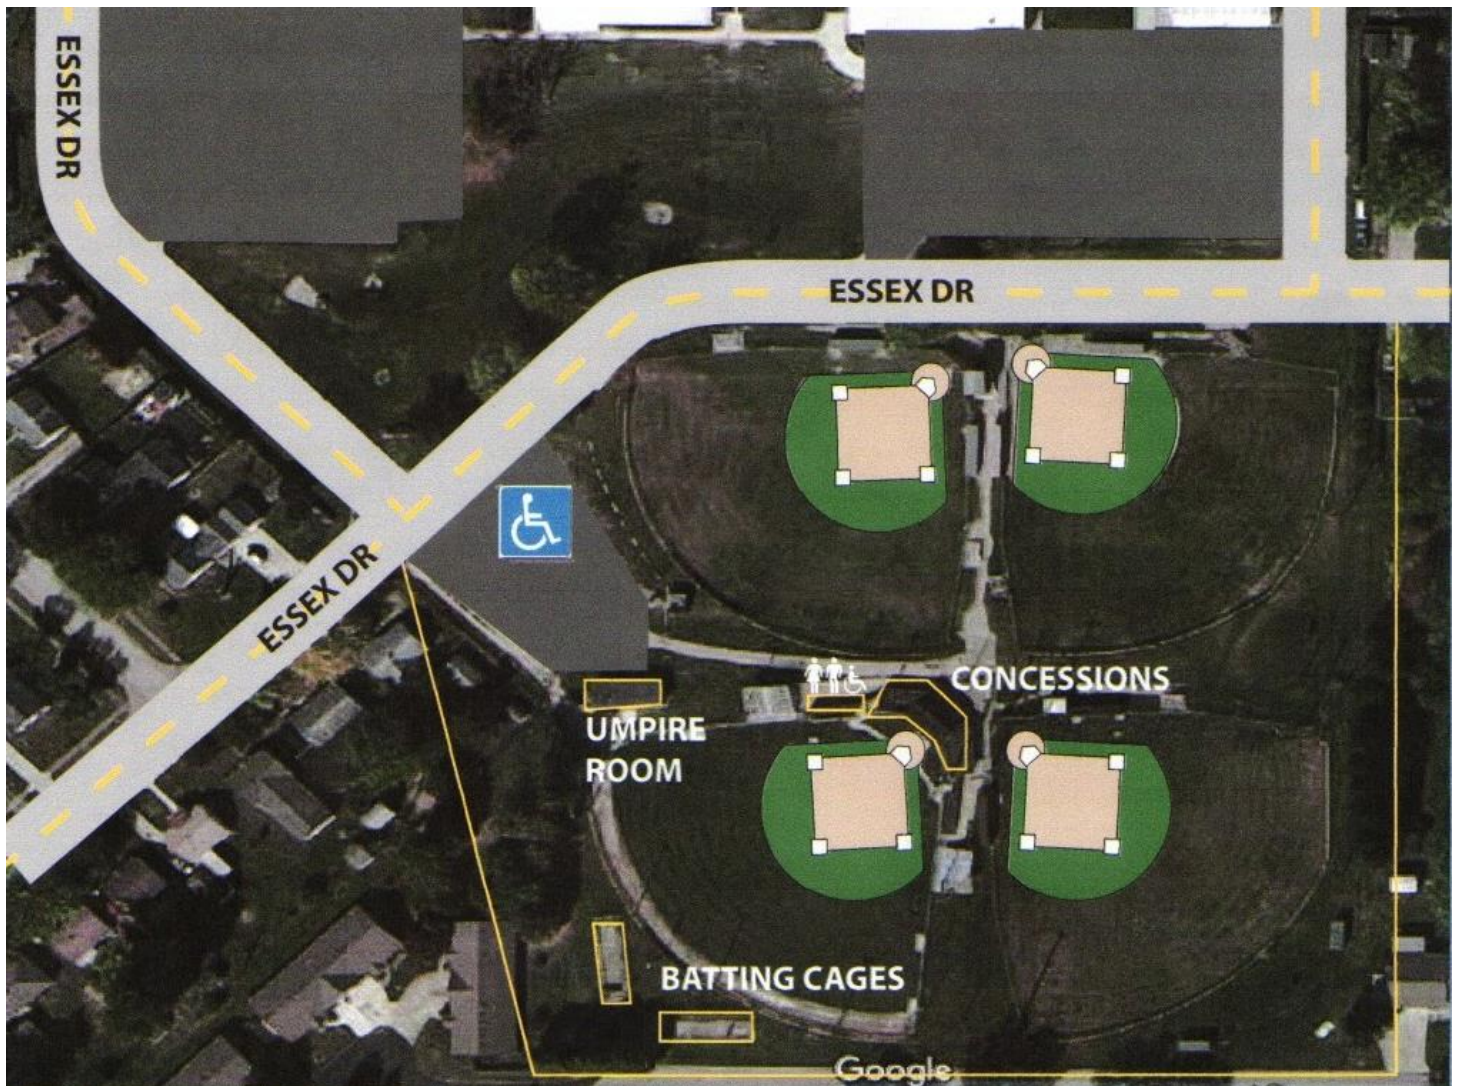 ESSEX DR
ESSEX DR
ESSEX DR
CONCESSIONS
UMPIRE
ROOM
BATTING CAGES
Google